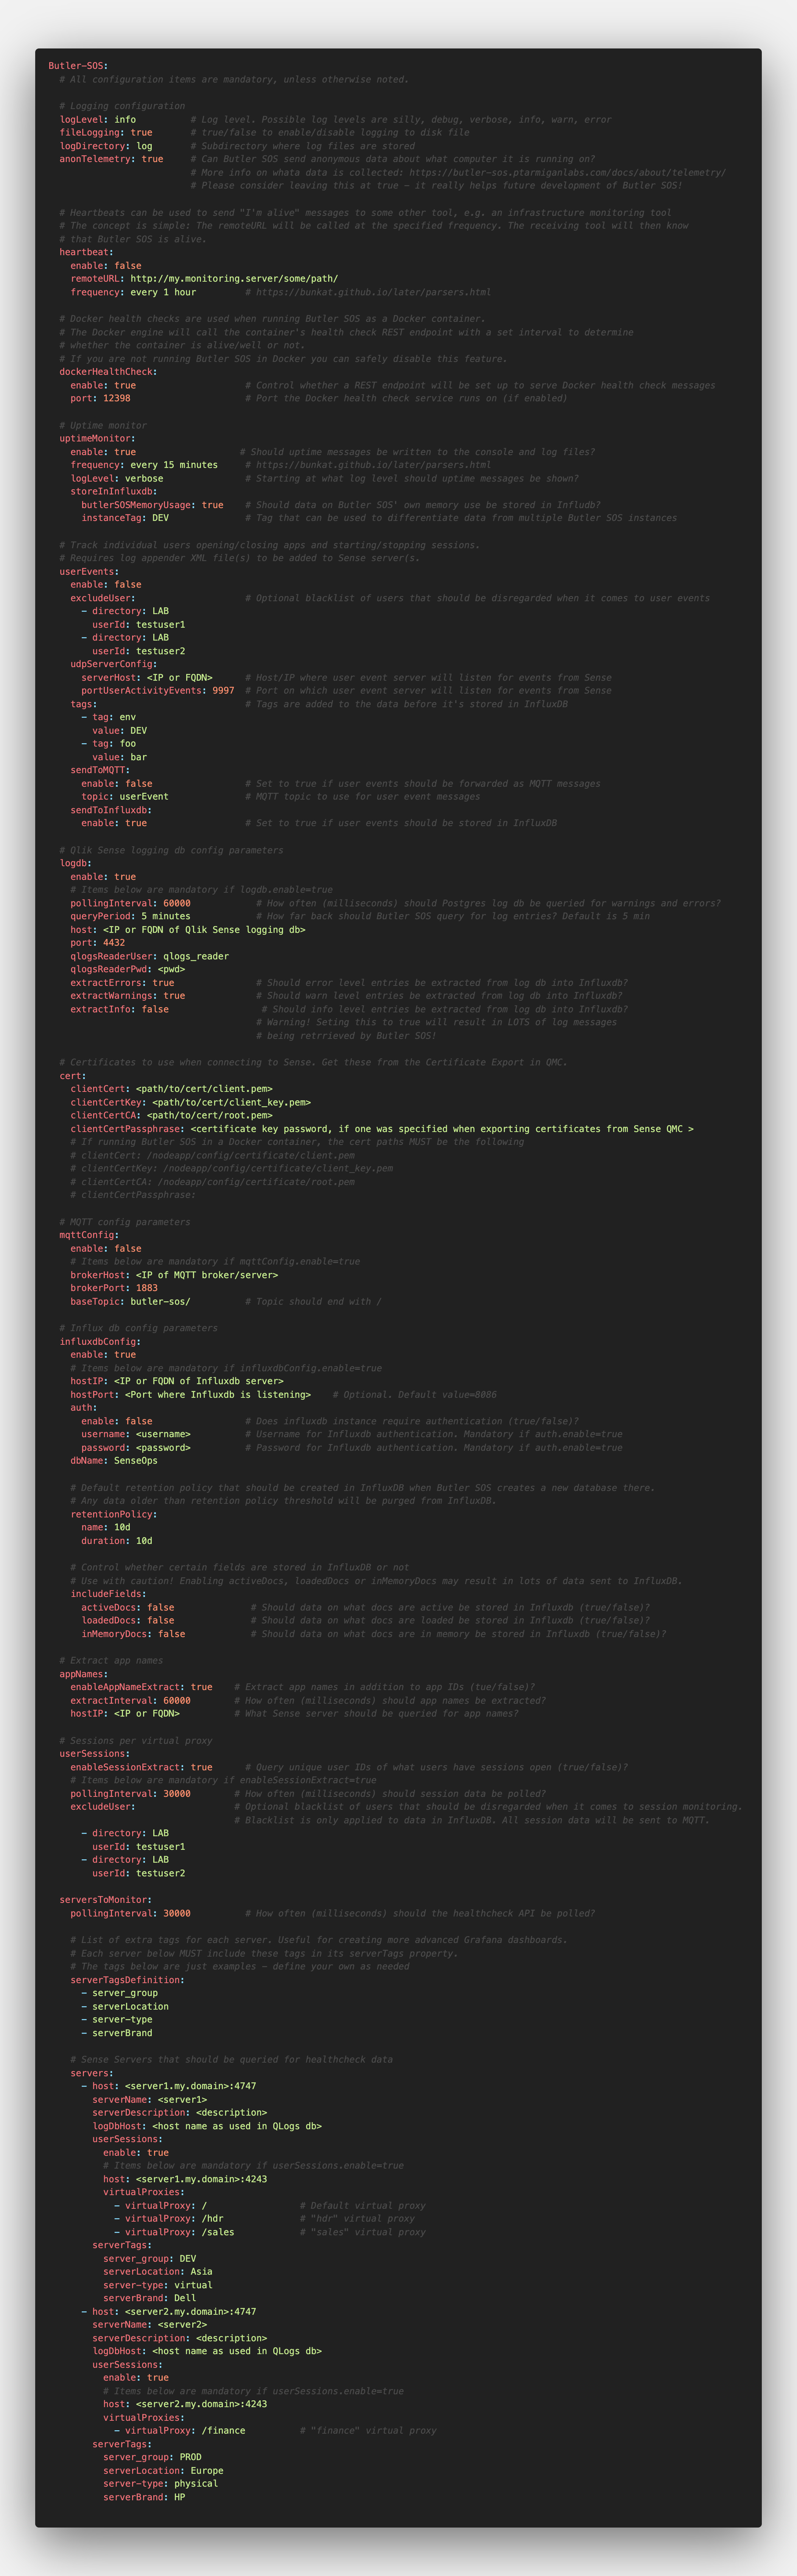 Butler-SOS:
  # All configuration items are mandatory, unless otherwise noted.

  # Logging configuration
  logLevel: info          # Log level. Possible log levels are silly, debug, verbose, info, warn, error
  fileLogging: true       # true/false to enable/disable logging to disk file
  logDirectory: log       # Subdirectory where log files are stored
  anonTelemetry: true     # Can Butler SOS send anonymous data about what computer it is running on?
                          # More info on whata data is collected: https://butler-sos.ptarmiganlabs.com/docs/about/telemetry/
                          # Please consider leaving this at true - it really helps future development of Butler SOS!

  # Heartbeats can be used to send "I'm alive" messages to some other tool, e.g. an infrastructure monitoring tool
  # The concept is simple: The remoteURL will be called at the specified frequency. The receiving tool will then know
  # that Butler SOS is alive.
  heartbeat:
    enable: false
    remoteURL: http://my.monitoring.server/some/path/
    frequency: every 1 hour         # https://bunkat.github.io/later/parsers.html

  # Docker health checks are used when running Butler SOS as a Docker container.
  # The Docker engine will call the container's health check REST endpoint with a set interval to determine
  # whether the container is alive/well or not.
  # If you are not running Butler SOS in Docker you can safely disable this feature.
  dockerHealthCheck:
    enable: true                    # Control whether a REST endpoint will be set up to serve Docker health check messages
    port: 12398                     # Port the Docker health check service runs on (if enabled)

  # Uptime monitor
  uptimeMonitor:
    enable: true                   # Should uptime messages be written to the console and log files?
    frequency: every 15 minutes     # https://bunkat.github.io/later/parsers.html
    logLevel: verbose               # Starting at what log level should uptime messages be shown?
    storeInInfluxdb:
      butlerSOSMemoryUsage: true    # Should data on Butler SOS' own memory use be stored in Infludb?
      instanceTag: DEV              # Tag that can be used to differentiate data from multiple Butler SOS instances

  # Track individual users opening/closing apps and starting/stopping sessions.
  # Requires log appender XML file(s) to be added to Sense server(s.
  userEvents:
    enable: false
    excludeUser:                    # Optional blacklist of users that should be disregarded when it comes to user events
      - directory: LAB
        userId: testuser1
      - directory: LAB
        userId: testuser2
    udpServerConfig:
      serverHost: <IP or FQDN>      # Host/IP where user event server will listen for events from Sense
      portUserActivityEvents: 9997  # Port on which user event server will listen for events from Sense
    tags:                           # Tags are added to the data before it's stored in InfluxDB
      - tag: env
        value: DEV
      - tag: foo
        value: bar
    sendToMQTT:
      enable: false                 # Set to true if user events should be forwarded as MQTT messages
      topic: userEvent              # MQTT topic to use for user event messages
    sendToInfluxdb:
      enable: true                  # Set to true if user events should be stored in InfluxDB

  # Qlik Sense logging db config parameters
  logdb:
    enable: true
    # Items below are mandatory if logdb.enable=true
    pollingInterval: 60000            # How often (milliseconds) should Postgres log db be queried for warnings and errors?
    queryPeriod: 5 minutes            # How far back should Butler SOS query for log entries? Default is 5 min
    host: <IP or FQDN of Qlik Sense logging db>
    port: 4432
    qlogsReaderUser: qlogs_reader
    qlogsReaderPwd: <pwd>
    extractErrors: true               # Should error level entries be extracted from log db into Influxdb?
    extractWarnings: true             # Should warn level entries be extracted from log db into Influxdb?
    extractInfo: false                 # Should info level entries be extracted from log db into Influxdb?
                                      # Warning! Seting this to true will result in LOTS of log messages
                                      # being retrrieved by Butler SOS!

  # Certificates to use when connecting to Sense. Get these from the Certificate Export in QMC.
  cert:
    clientCert: <path/to/cert/client.pem>
    clientCertKey: <path/to/cert/client_key.pem>
    clientCertCA: <path/to/cert/root.pem>
    clientCertPassphrase: <certificate key password, if one was specified when exporting certificates from Sense QMC >
    # If running Butler SOS in a Docker container, the cert paths MUST be the following
    # clientCert: /nodeapp/config/certificate/client.pem
    # clientCertKey: /nodeapp/config/certificate/client_key.pem
    # clientCertCA: /nodeapp/config/certificate/root.pem
    # clientCertPassphrase:

  # MQTT config parameters
  mqttConfig:
    enable: false
    # Items below are mandatory if mqttConfig.enable=true
    brokerHost: <IP of MQTT broker/server>
    brokerPort: 1883
    baseTopic: butler-sos/          # Topic should end with /

  # Influx db config parameters
  influxdbConfig:
    enable: true
    # Items below are mandatory if influxdbConfig.enable=true
    hostIP: <IP or FQDN of Influxdb server>
    hostPort: <Port where Influxdb is listening>    # Optional. Default value=8086
    auth:
      enable: false                 # Does influxdb instance require authentication (true/false)?
      username: <username>          # Username for Influxdb authentication. Mandatory if auth.enable=true
      password: <password>          # Password for Influxdb authentication. Mandatory if auth.enable=true
    dbName: SenseOps

    # Default retention policy that should be created in InfluxDB when Butler SOS creates a new database there.
    # Any data older than retention policy threshold will be purged from InfluxDB.
    retentionPolicy:
      name: 10d
      duration: 10d

    # Control whether certain fields are stored in InfluxDB or not
    # Use with caution! Enabling activeDocs, loadedDocs or inMemoryDocs may result in lots of data sent to InfluxDB.
    includeFields:
      activeDocs: false              # Should data on what docs are active be stored in Influxdb (true/false)?
      loadedDocs: false              # Should data on what docs are loaded be stored in Influxdb (true/false)?
      inMemoryDocs: false            # Should data on what docs are in memory be stored in Influxdb (true/false)?

  # Extract app names
  appNames:
    enableAppNameExtract: true    # Extract app names in addition to app IDs (tue/false)?
    extractInterval: 60000        # How often (milliseconds) should app names be extracted?
    hostIP: <IP or FQDN>          # What Sense server should be queried for app names?

  # Sessions per virtual proxy
  userSessions:
    enableSessionExtract: true      # Query unique user IDs of what users have sessions open (true/false)?
    # Items below are mandatory if enableSessionExtract=true
    pollingInterval: 30000        # How often (milliseconds) should session data be polled?
    excludeUser:                  # Optional blacklist of users that should be disregarded when it comes to session monitoring.
                                  # Blacklist is only applied to data in InfluxDB. All session data will be sent to MQTT.
      - directory: LAB
        userId: testuser1
      - directory: LAB
        userId: testuser2

  serversToMonitor:
    pollingInterval: 30000          # How often (milliseconds) should the healthcheck API be polled?

    # List of extra tags for each server. Useful for creating more advanced Grafana dashboards.
    # Each server below MUST include these tags in its serverTags property.
    # The tags below are just examples - define your own as needed
    serverTagsDefinition:
      - server_group
      - serverLocation
      - server-type
      - serverBrand

    # Sense Servers that should be queried for healthcheck data
    servers:
      - host: <server1.my.domain>:4747
        serverName: <server1>
        serverDescription: <description>
        logDbHost: <host name as used in QLogs db>
        userSessions:
          enable: true
          # Items below are mandatory if userSessions.enable=true
          host: <server1.my.domain>:4243
          virtualProxies:
            - virtualProxy: /                 # Default virtual proxy
            - virtualProxy: /hdr              # "hdr" virtual proxy
            - virtualProxy: /sales            # "sales" virtual proxy
        serverTags:
          server_group: DEV
          serverLocation: Asia
          server-type: virtual
          serverBrand: Dell
      - host: <server2.my.domain>:4747
        serverName: <server2>
        serverDescription: <description>
        logDbHost: <host name as used in QLogs db>
        userSessions:
          enable: true
          # Items below are mandatory if userSessions.enable=true
          host: <server2.my.domain>:4243
          virtualProxies:
            - virtualProxy: /finance          # "finance" virtual proxy
        serverTags:
          server_group: PROD
          serverLocation: Europe
          server-type: physical
          serverBrand: HP